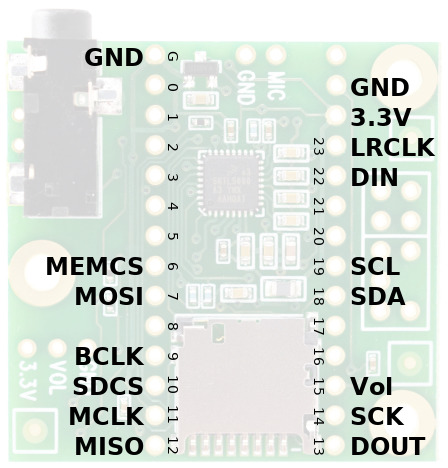 GND G
GND MIC
0 GND
1 3.3V
2 23 LRCLK
3 22 DIN
4 21
5 20
MEMCS 6 19 SCL
MOSI 7 18 SDA
8 17
3.3V VOL
BCLK 9 16
SDCS 10 15 Vol
MCLK 11 14 SCK
MISO 12 13 DOUT